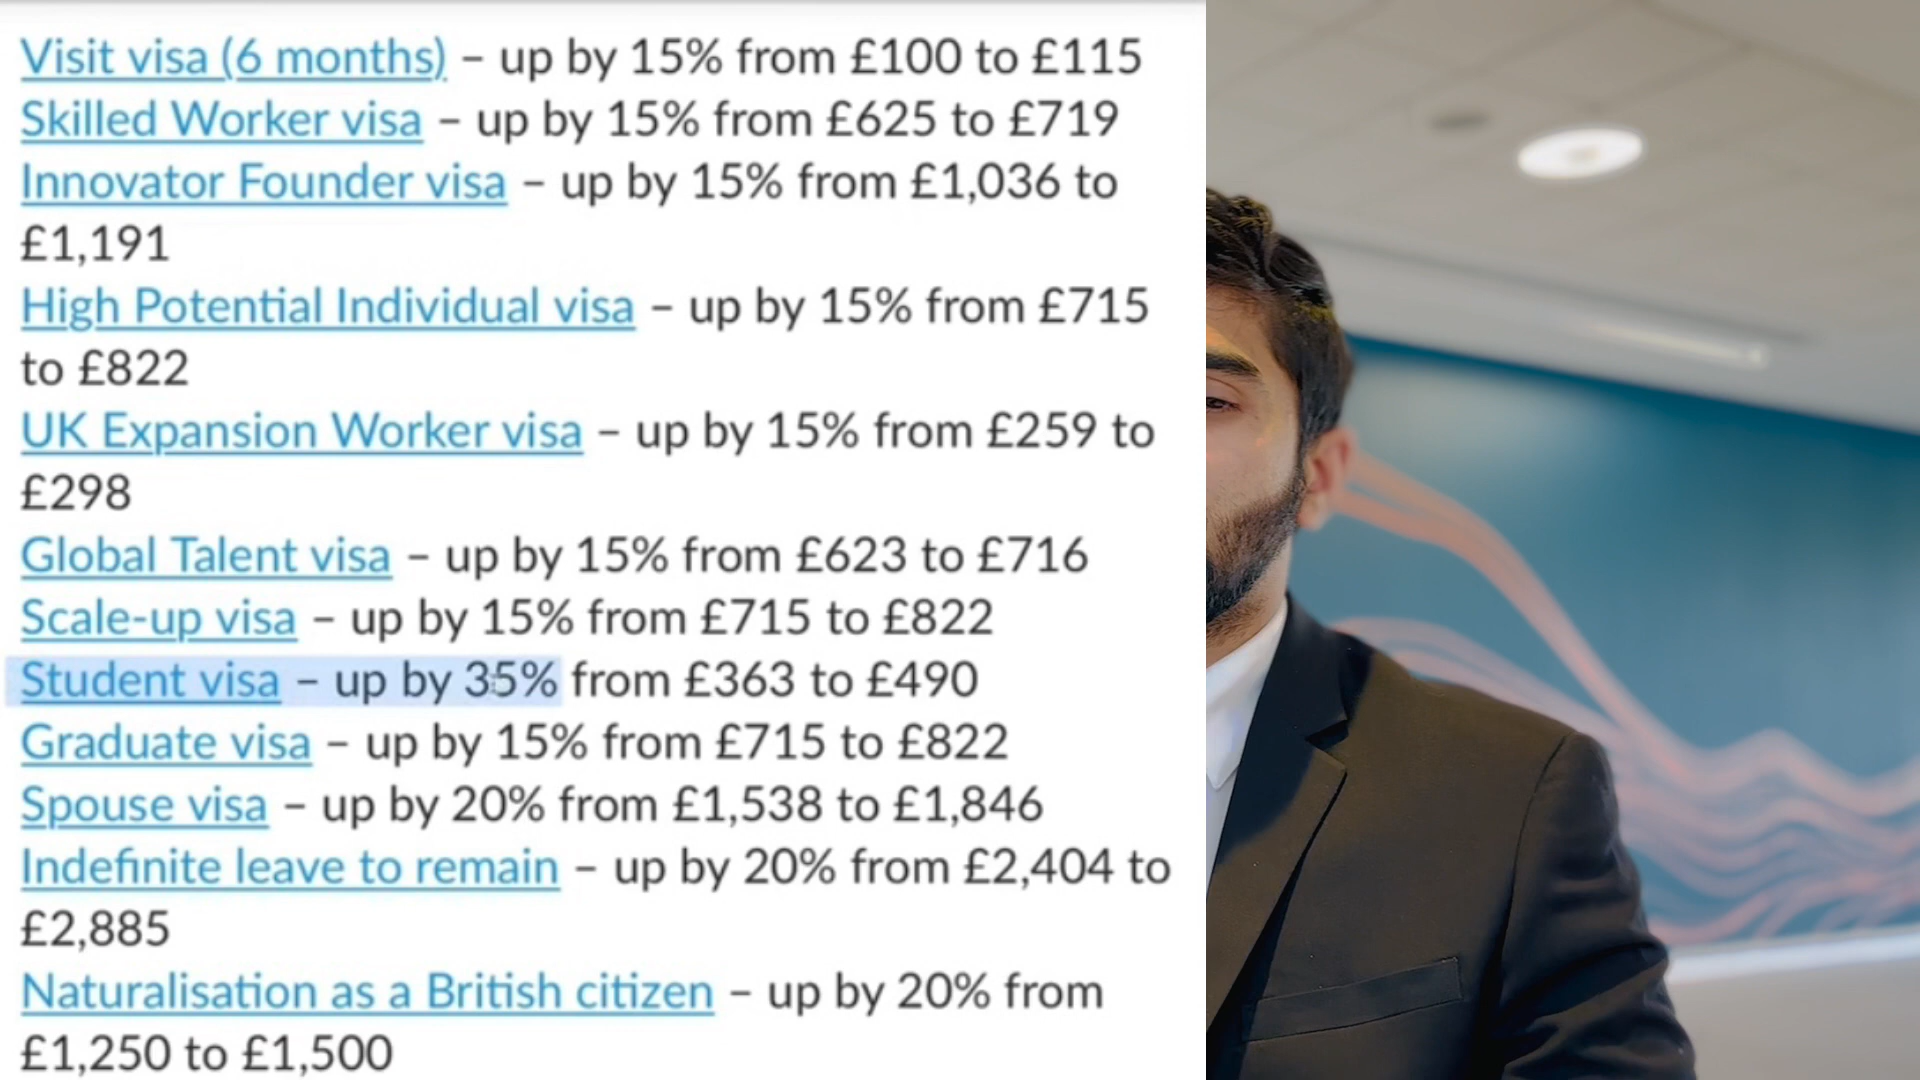 Visit visa (6 months) – up by 15% from £100 to £115
Skilled Worker visa – up by 15% from £625 to £719
Innovator Founder visa – up by 15% from £1,036 to
£1,191
High Potential Individual visa – up by 15% from £715
to £822
UK Expansion Worker visa – up by 15% from £259 to
£298
Global Talent visa – up by 15% from £623 to £716
Scale-up visa – up by 15% from £715 to £822
Student visa – up by 35% from £363 to £490
Graduate visa – up by 15% from £715 to £822
Spouse visa – up by 20% from £1,538 to £1,846
Indefinite leave to remain – up by 20% from £2,404 to
£2,885
Naturalisation as a British citizen – up by 20% from
£1,250 to £1,500